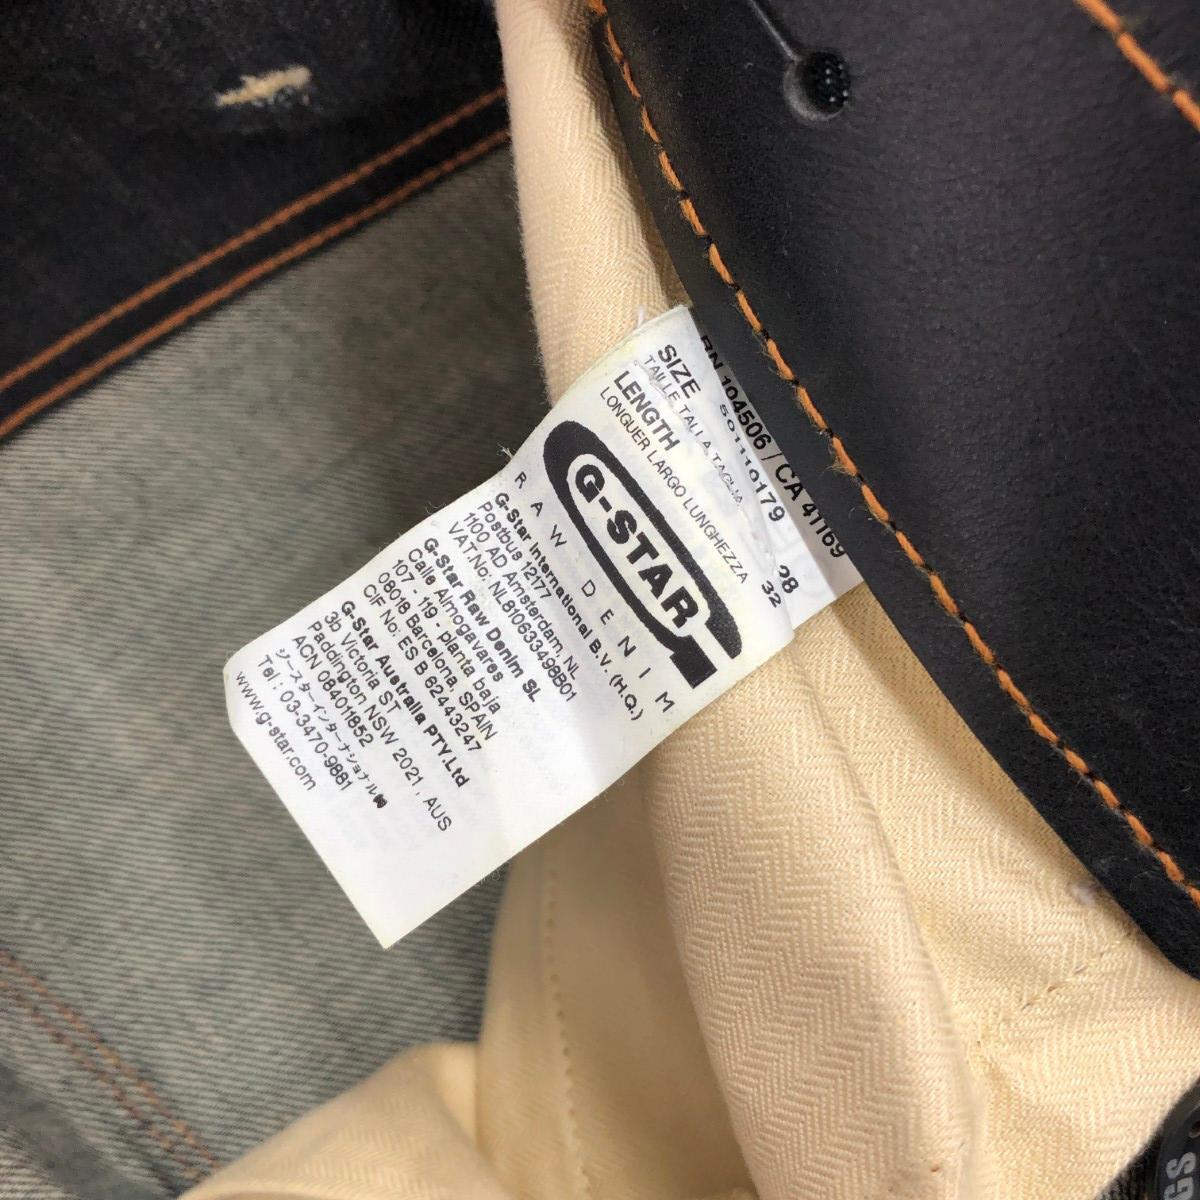 RN 104506 / CA 41169
501110179
SIZE 28
TAILLE TALLA TAGLIA
LENGTH 32
LONGUER LARGO LUNGHEZZA
G-STAR
RAW DENIM
G-Star International B.V. (H.Q.)
Postbus 12177
1100 AD Amsterdam, NL
VAT.No: NL810633498B01
G-Star Raw Denim SL
Calle Almogavares
107 - 119, planta baja
08018 Barcelona, SPAIN
CIF No: ES B 62443247
G-Star Australia PTY.Ltd
3b Victoria ST
Paddington NSW 2021, AUS
ACN 08401852
ジースターインターナショナル㈱
Tel : 03-3470-9881
www.g-star.com
GS